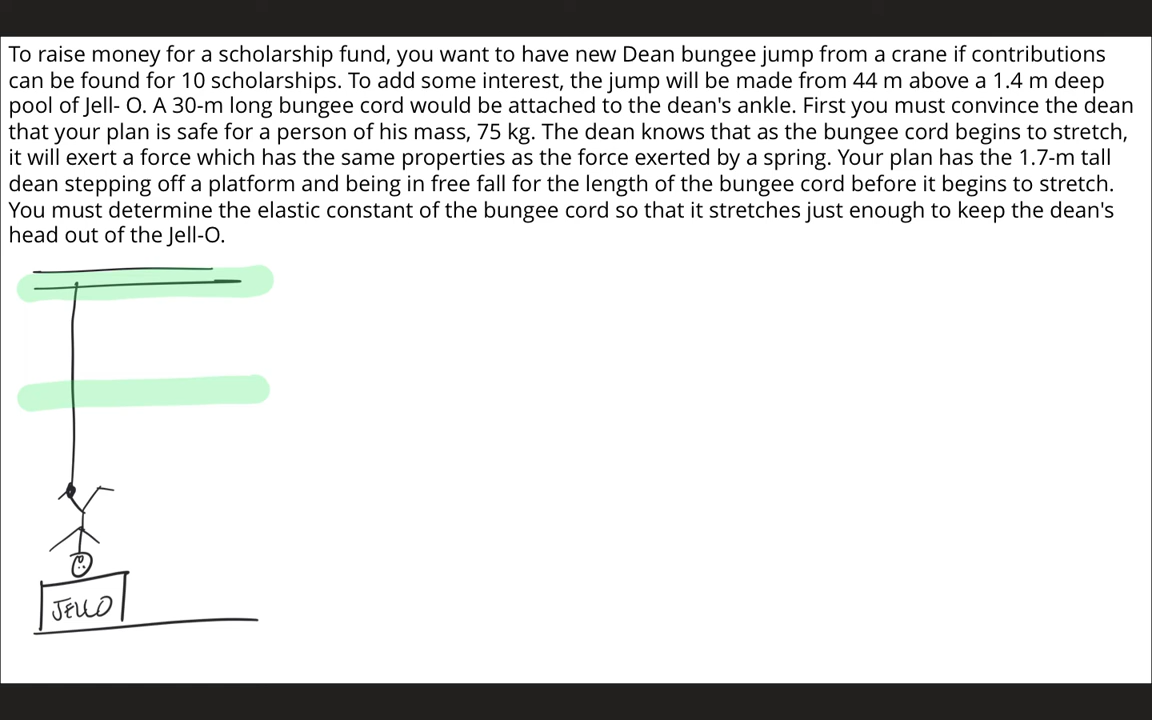 To raise money for a scholarship fund, you want to have new Dean bungee jump from a crane if contributions
can be found for 10 scholarships. To add some interest, the jump will be made from 44 m above a 1.4 m deep
pool of Jell- O. A 30-m long bungee cord would be attached to the dean's ankle. First you must convince the dean
that your plan is safe for a person of his mass, 75 kg. The dean knows that as the bungee cord begins to stretch,
it will exert a force which has the same properties as the force exerted by a spring. Your plan has the 1.7-m tall
dean stepping off a platform and being in free fall for the length of the bungee cord before it begins to stretch.
You must determine the elastic constant of the bungee cord so that it stretches just enough to keep the dean's
head out of the Jell-O.
JELLO